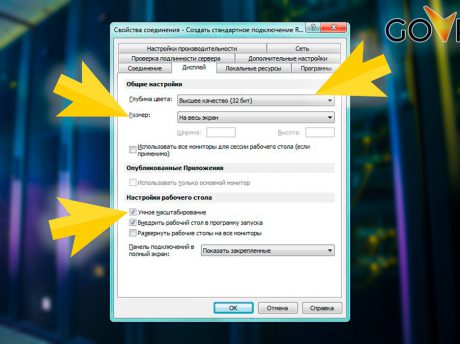 GOV
Свойства соединения - Создать стандартное подключение R...
Настройки производительности Сеть
Проверка подлинности сервера Дополнительные настройки
Соединение Дисплей Локальные ресурсы Программы
Общие настройки
Глубина цвета: Высшее качество (32 бит)
Размер: На весь экран
Ширина: Высота:
Использовать все мониторы для сессии рабочего стола (если
применимо)
Опубликованные Приложения
Использовать только основной монитор
Настройки рабочего стола
Умное масштабирование
Внедрить рабочий стол в программу запуска
Развернуть рабочие столы на все мониторы
Панель подключений в
полный экран: Показать закрепленные
OK Отмена Справка